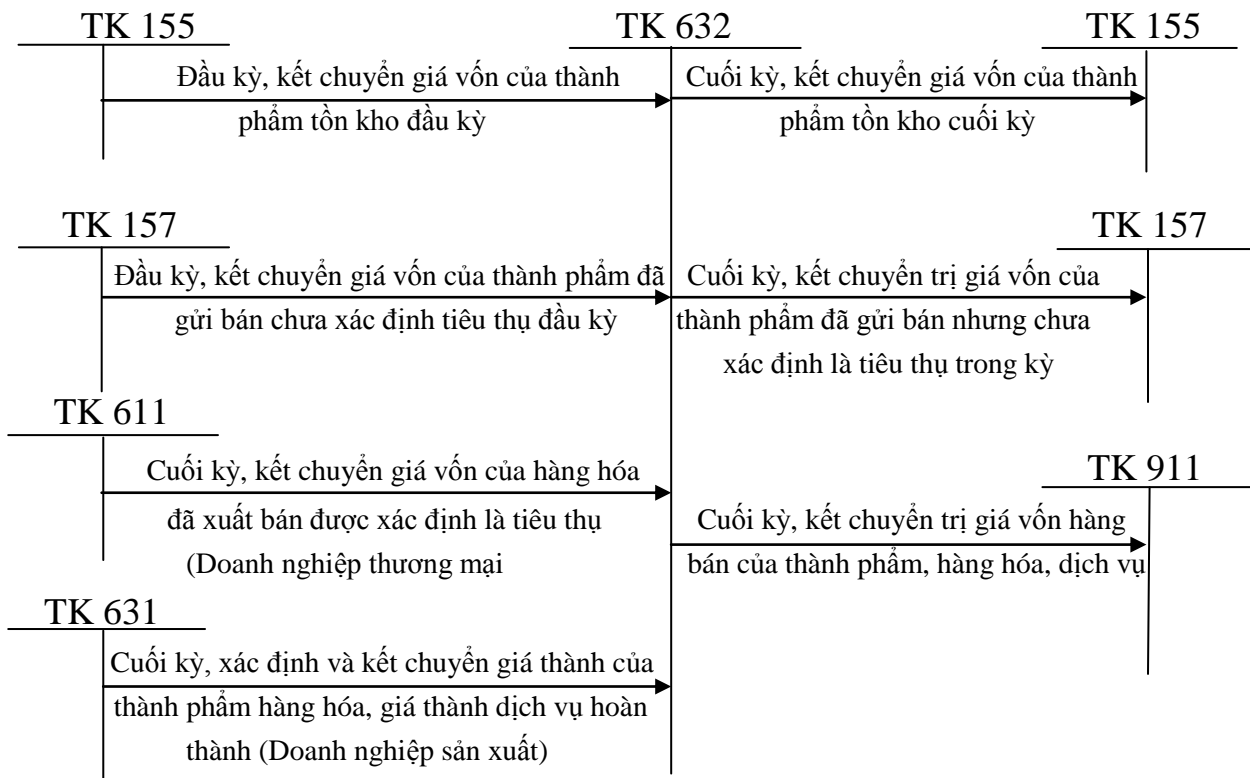 TK 155
TK 632
TK 155
Đầu kỳ, kết chuyển giá vốn của thành
phẩm tồn kho đầu kỳ
Cuối kỳ, kết chuyển giá vốn của thành
phẩm tồn kho cuối kỳ
TK 157
TK 157
Đầu kỳ, kết chuyển giá vốn của thành phẩm đã
gửi bán chưa xác định tiêu thụ đầu kỳ
Cuối kỳ, kết chuyển trị giá vốn của
thành phẩm đã gửi bán nhưng chưa
xác định là tiêu thụ trong kỳ
TK 611
Cuối kỳ, kết chuyển giá vốn của hàng hóa
đã xuất bán được xác định là tiêu thụ
(Doanh nghiệp thương mại
TK 911
Cuối kỳ, kết chuyển trị giá vốn hàng
bán của thành phẩm, hàng hóa, dịch vụ
TK 631
Cuối kỳ, xác định và kết chuyển giá thành của
thành phẩm hàng hóa, giá thành dịch vụ hoàn
thành (Doanh nghiệp sản xuất)